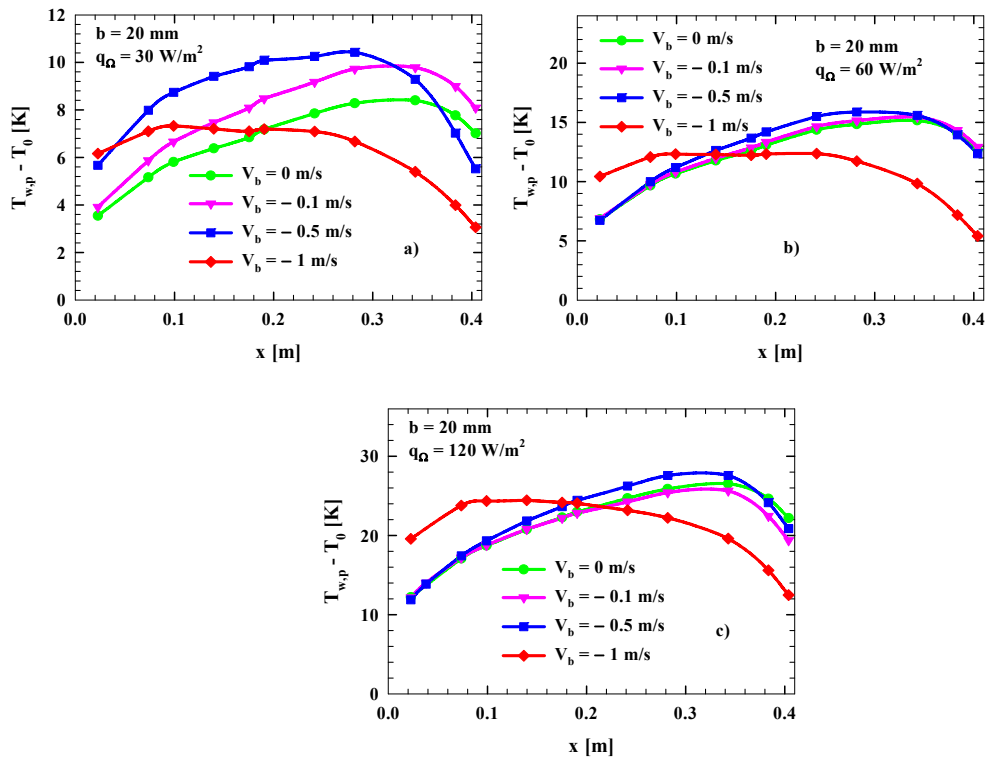 b = 20 mm
q_Ω = 30 W/m²
12
10
8
6
4
2
0
T_w,p - T_0 [K]
V_b = 0 m/s
V_b = − 0.1 m/s
V_b = − 0.5 m/s
V_b = − 1 m/s
a)
0.0 0.1 0.2 0.3 0.4
x [m]
V_b = 0 m/s
V_b = − 0.1 m/s
V_b = − 0.5 m/s
V_b = − 1 m/s
b = 20 mm
q_Ω = 60 W/m²
20
15
10
5
0
T_w,p - T_0 [K]
b)
0.0 0.1 0.2 0.3 0.4
x [m]
b = 20 mm
q_Ω = 120 W/m²
30
20
10
0
T_w,p - T_0 [K]
V_b = 0 m/s
V_b = − 0.1 m/s
V_b = − 0.5 m/s
V_b = − 1 m/s
c)
0.0 0.1 0.2 0.3 0.4
x [m]